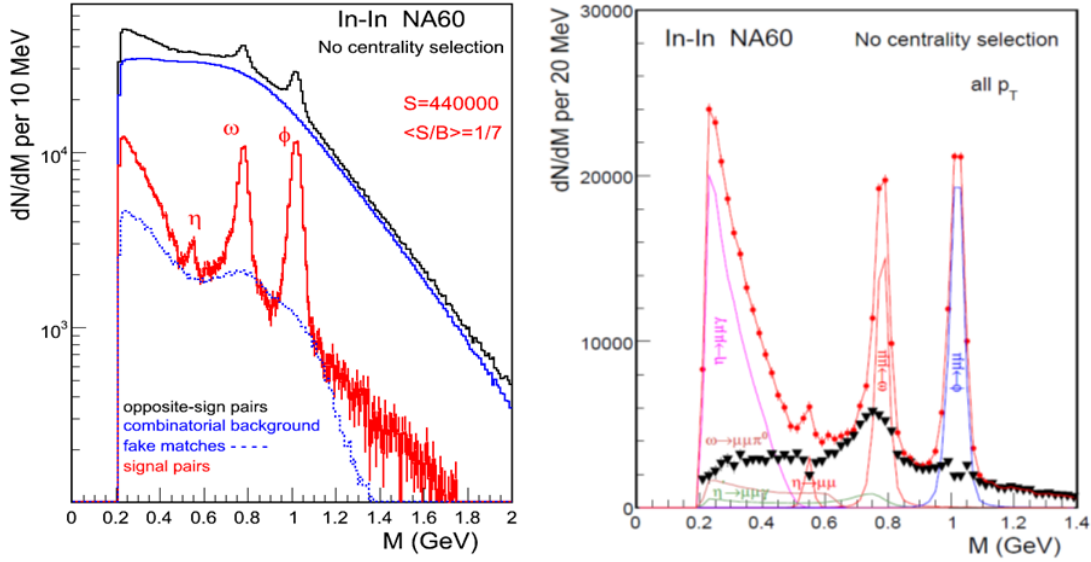 In-In NA60
No centrality selection
S=440000
<S/B>=1/7
ω
ϕ
η
dN/dM per 10 MeV
10⁴
10³
opposite-sign pairs
combinatorial background
fake matches
signal pairs
0 0.2 0.4 0.6 0.8 1 1.2 1.4 1.6 1.8 2
M (GeV)
30000
In-In NA60 No centrality selection
all pT
dN/dM per 20 MeV
20000
10000
0
η→μμγ
ω→μμ
ϕ→μμ
ω→μμπ⁰
η→μμ
0 0.2 0.4 0.6 0.8 1 1.2 1.4
M (GeV)